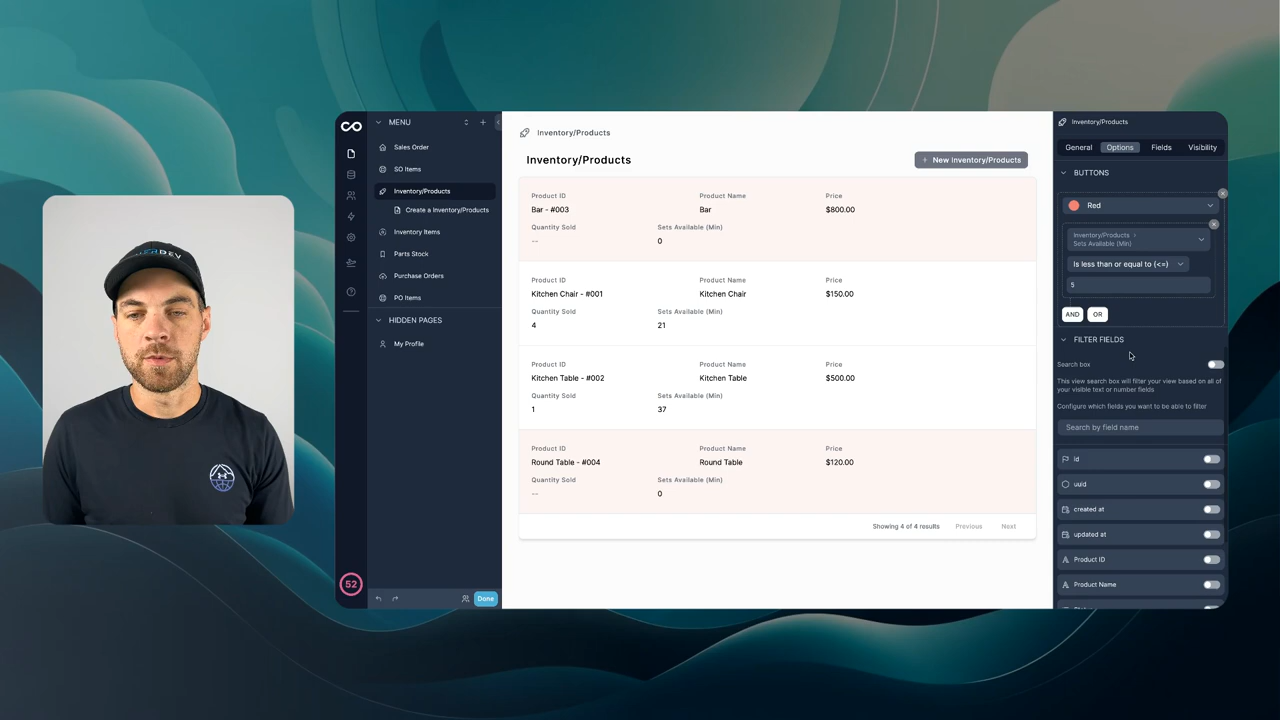 MENU
Sales Order
SO Items
Inventory/Products
Create a Inventory/Products
Inventory Items
Parts Stock
Purchase Orders
PO Items
HIDDEN PAGES
My Profile
52
Done
Inventory/Products
Inventory/Products
+ New Inventory/Products
Product ID Product Name Price
Bar - #003 Bar $800.00
Quantity Sold Sets Available (Min)
-- 0
Product ID Product Name Price
Kitchen Chair - #001 Kitchen Chair $150.00
Quantity Sold Sets Available (Min)
4 21
Product ID Product Name Price
Kitchen Table - #002 Kitchen Table $500.00
Quantity Sold Sets Available (Min)
1 37
Product ID Product Name Price
Round Table - #004 Round Table $120.00
Quantity Sold Sets Available (Min)
-- 0
Showing 4 of 4 results Previous Next
Inventory/Products
General Options Fields Visibility
BUTTONS
Red
Inventory/Products >
Sets Available (Min)
Is less than or equal to (<=)
5
AND OR
FILTER FIELDS
Search box
This view search box will filter your view based on all of
your visible text or number fields
Configure which fields you want to be able to filter
Search by field name
id
uuid
created at
updated at
Product ID
Product Name